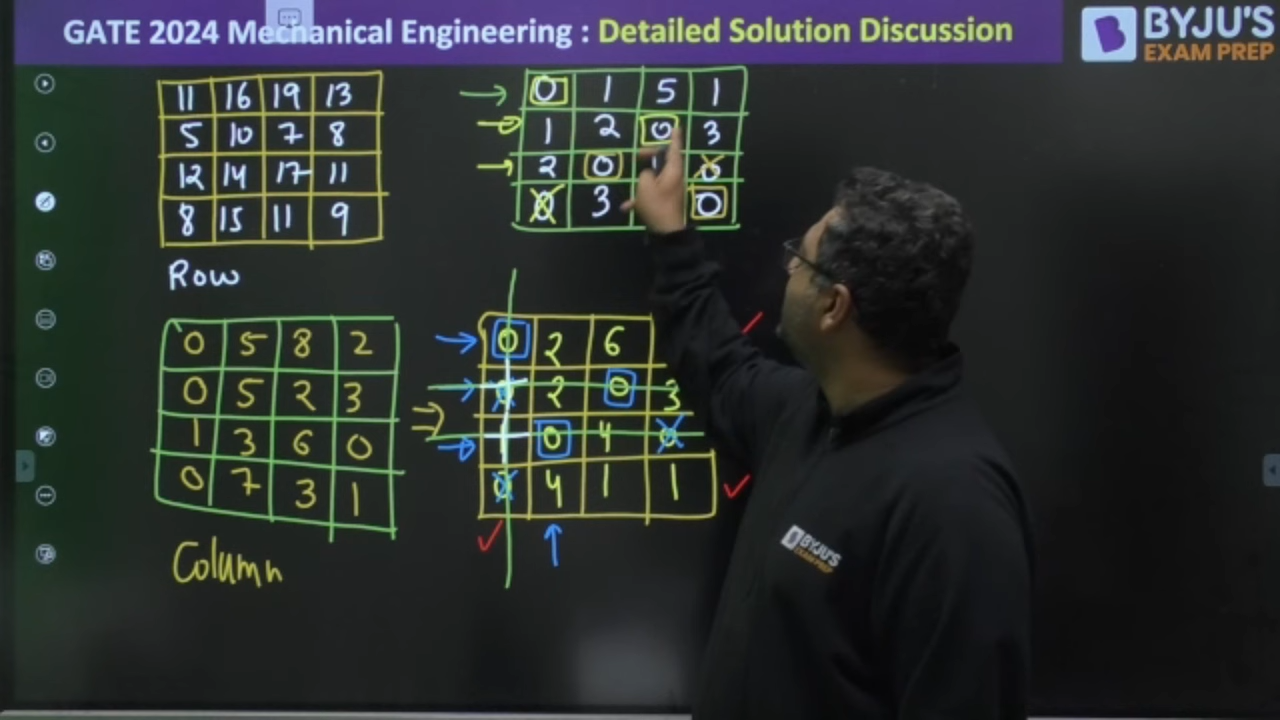 GATE 2024 Mechanical Engineering : Detailed Solution Discussion
BYJU'S
EXAM PREP
11 16 19 13
5 10 7 8
12 14 17 11
8 15 11 9
Row
0 1 5 1
1 2 0 3
2 0 0
0 3 0
0 5 8 2
0 5 2 3
1 3 6 0
0 7 3 1
Column
0 2 6
0 2 0 3
1 0 4 0
0 4 1 1
BYJU'S
EXAM PREP